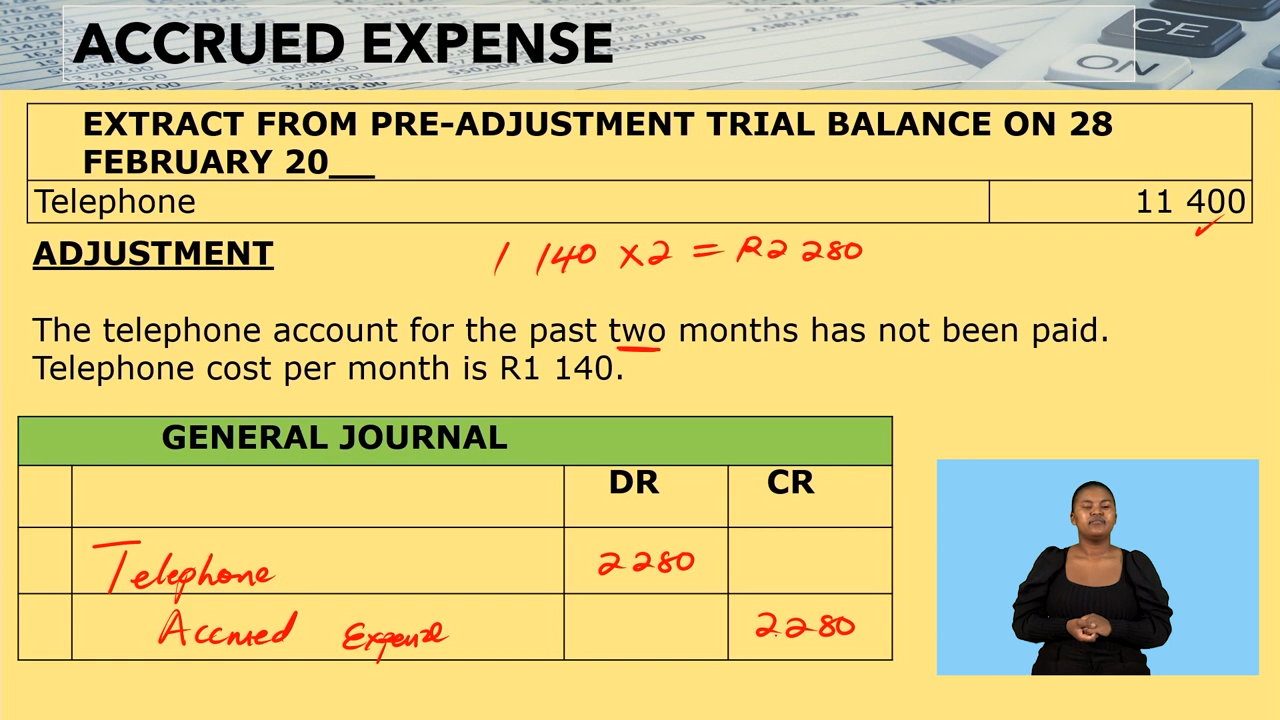 ACCRUED EXPENSE
CE
ON
EXTRACT FROM PRE-ADJUSTMENT TRIAL BALANCE ON 28
FEBRUARY 20__
Telephone 11 400
ADJUSTMENT
1 140 x2 = R2 280
The telephone account for the past two months has not been paid.
Telephone cost per month is R1 140.
GENERAL JOURNAL
DR CR
Telephone 2280
Accrued Expense 2280